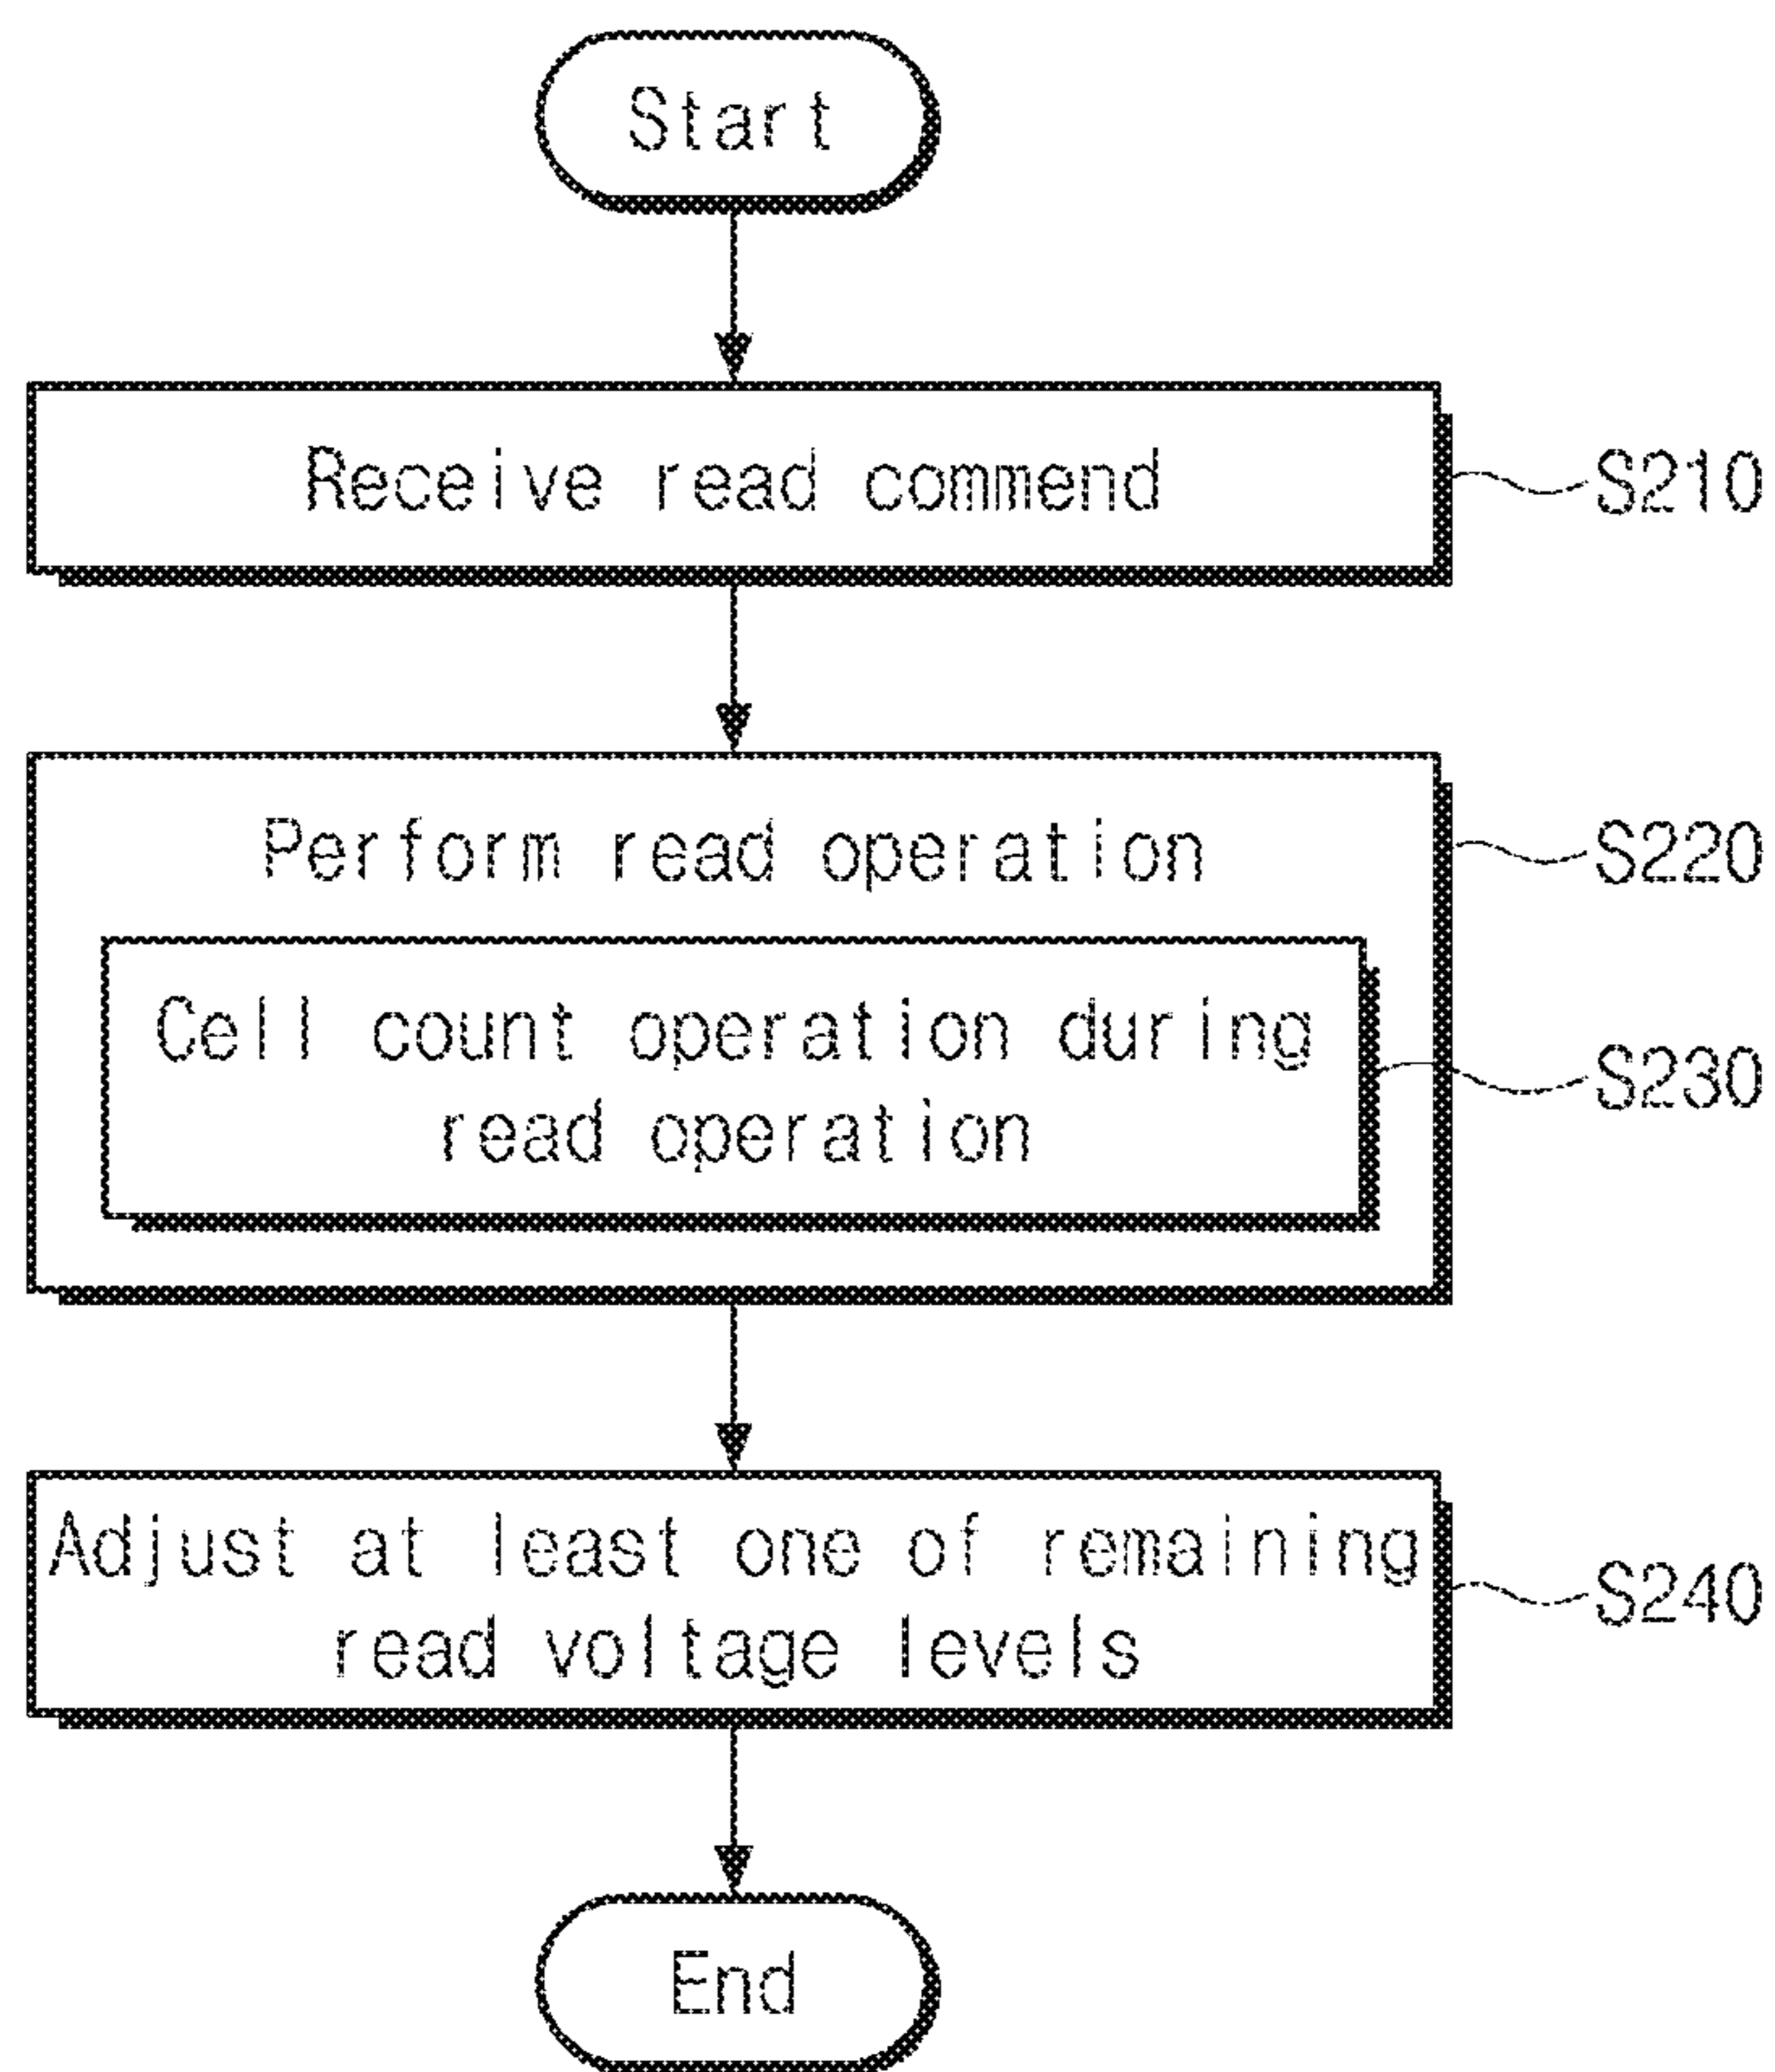 Start
Receive read commend
S210
Perform read operation
S220
Cell count operation during
read operation
S230
Adjust at least one of remaining
read voltage levels
S240
End